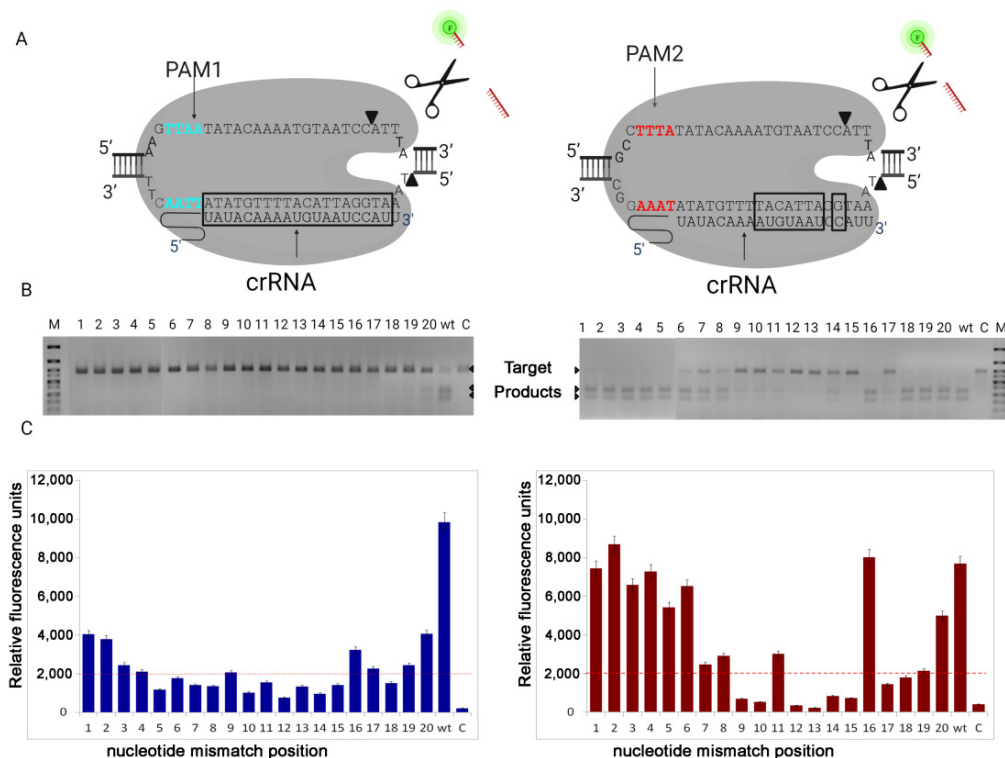 A
F
F
PAM1
PAM2
GTTAATATACAAAATGTAATCCATT
CTTTATATACAAAATGTAATCCATTT
5’
A
A
T
A
3’
5’
G
C
T
A
3’
3’
T
T
A
T
5’
3’
C
G
A
T
5’
CAATTATATGTTTTACATTAGGTAA
GAAATATATGTTTTACATTAGGTAA
UAUACAAAAUGUAAUCCAUU 3’
UAUACAAAAUGUAAUCCAUU 3’
5’
5’
crRNA
crRNA
B
M 1 2 3 4 5 6 7 8 9 10 11 12 13 14 15 16 17 18 19 20 wt C
1 2 3 4 5 6 7 8 9 10 11 12 13 14 15 16 17 18 19 20 wt C M
Target
Products
C
12,000
10,000
8,000
6,000
4,000
2,000
0
Relative fluorescence units
1 2 3 4 5 6 7 8 9 10 11 12 13 14 15 16 17 18 19 20 wt C
nucleotide mismatch position
12,000
10,000
8,000
6,000
4,000
2,000
0
Relative fluorescence units
1 2 3 4 5 6 7 8 9 10 11 12 13 14 15 16 17 18 19 20 wt C
nucleotide mismatch position